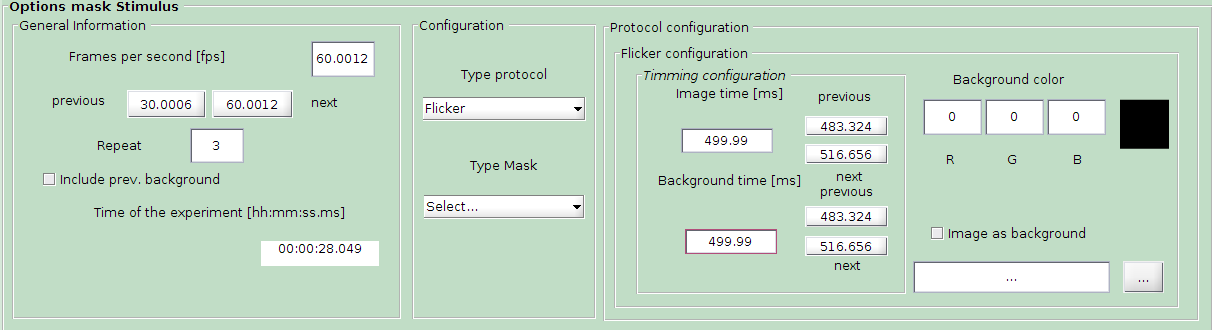 Options mask Stimulus
General Information
Frames per second [fps]
60.0012
previous
30.0006
60.0012
next
Repeat
3
Include prev. background
Time of the experiment [hh:mm:ss.ms]
00:00:28.049
Configuration
Type protocol
Flicker
Type Mask
Select...
Protocol configuration
Flicker configuration
Timming configuration
Image time [ms]
499.99
previous
483.324
516.656
next
Background time [ms]
499.99
previous
483.324
516.656
next
Background color
0
0
0
R
G
B
Image as background
...
...